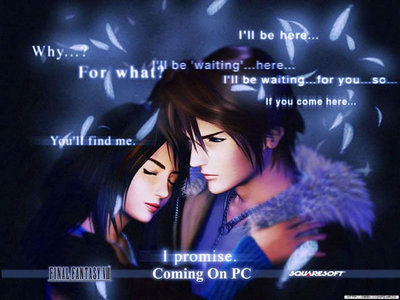 I'll be here...
Why....?
I'll be 'waiting'...here...
For what?
I'll be waiting...for you...so...
If you come here...
You'll find me.
I promise.
FINAL FANTASY VIII
Coming On PC
SQUARESOFT